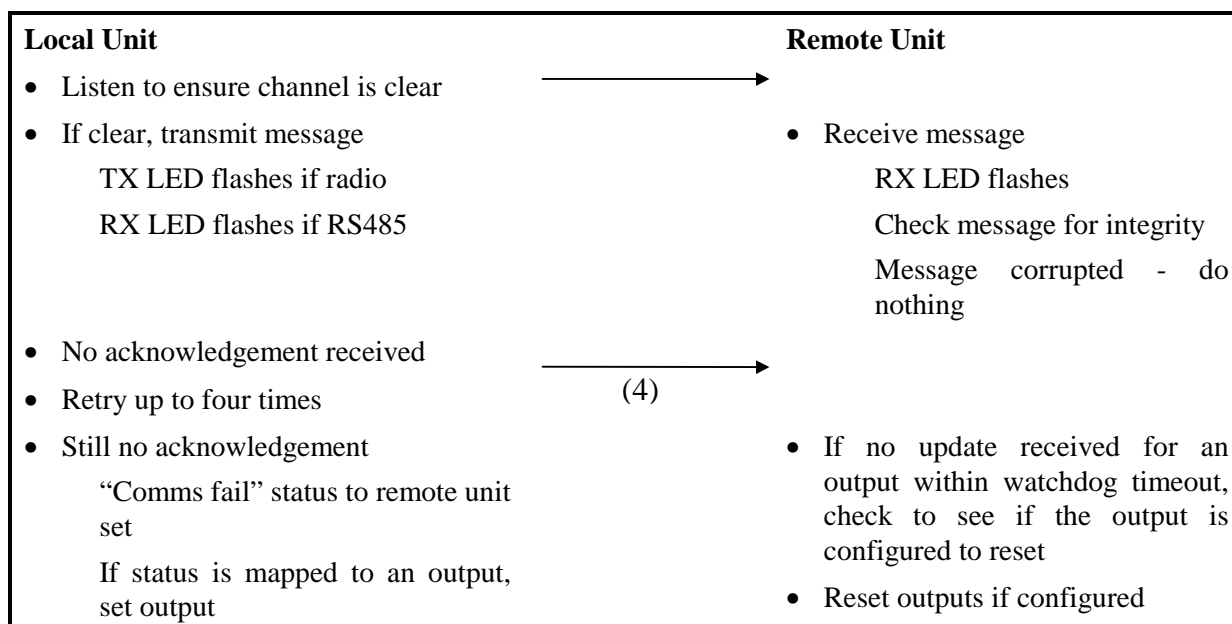 Local Unit
Remote Unit
• Listen to ensure channel is clear
• If clear, transmit message
TX LED flashes if radio
RX LED flashes if RS485
• Receive message
RX LED flashes
Check message for integrity
Message corrupted - do
nothing
• No acknowledgement received
(4)
• Retry up to four times
• Still no acknowledgement
“Comms fail” status to remote unit
set
If status is mapped to an output,
set output
• If no update received for an
output within watchdog timeout,
check to see if the output is
configured to reset
• Reset outputs if configured